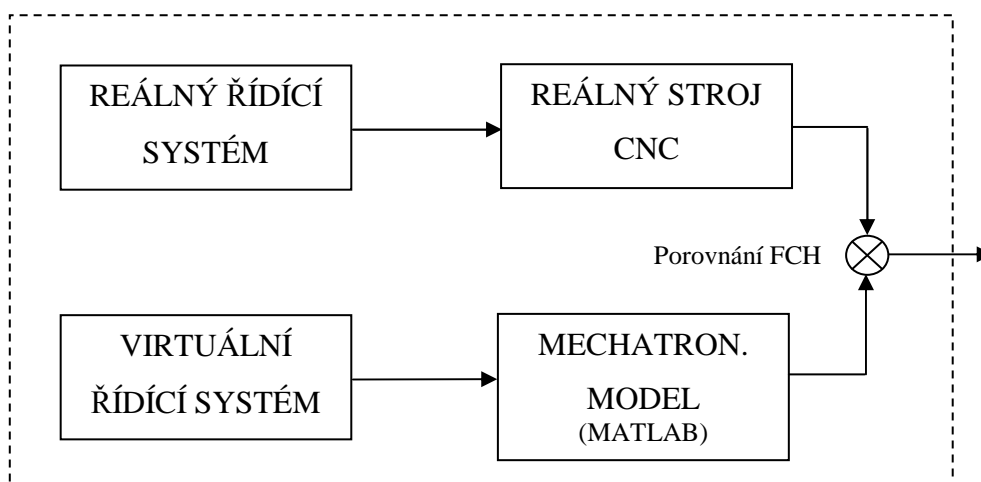 REÁLNÝ ŘÍDÍCÍ
SYSTÉM
REÁLNÝ STROJ
CNC
Porovnání FCH
VIRTUÁLNÍ
ŘÍDÍCÍ SYSTÉM
MECHATRON.
MODEL
(MATLAB)